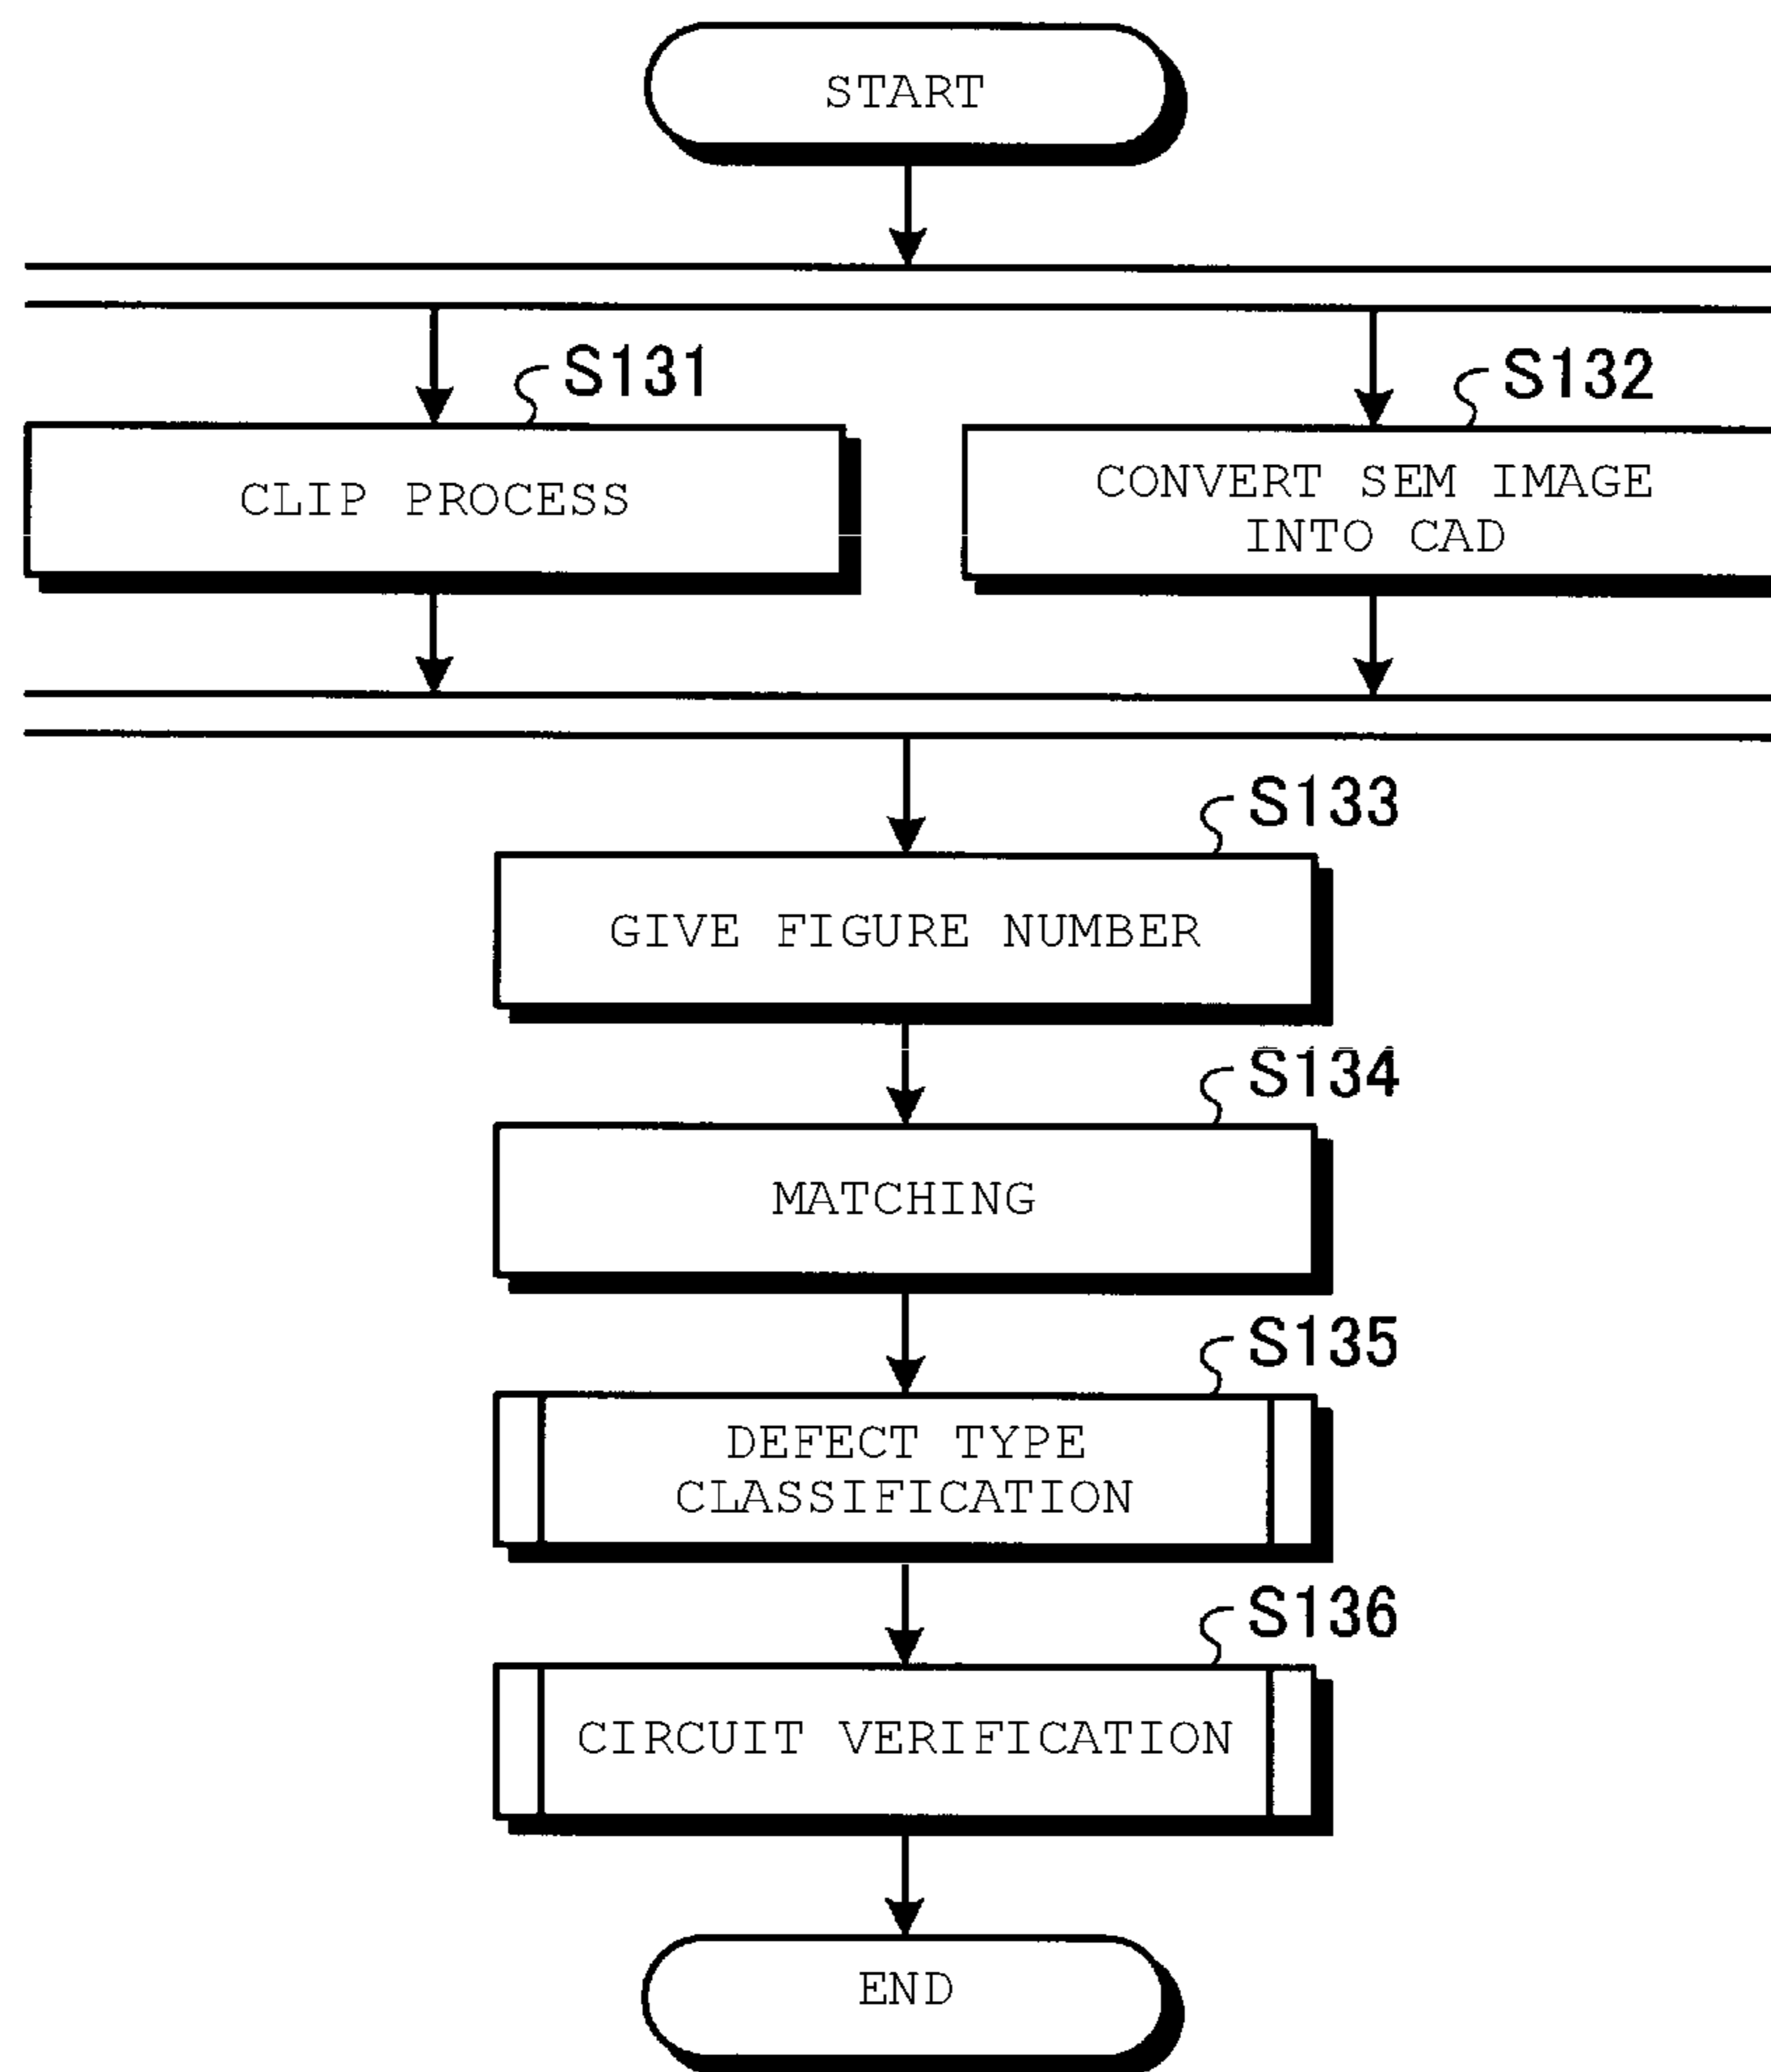 START
S131
S132
CLIP PROCESS
CONVERT SEM IMAGE
INTO CAD
S133
GIVE FIGURE NUMBER
S134
MATCHING
S135
DEFECT TYPE
CLASSIFICATION
S136
CIRCUIT VERIFICATION
END